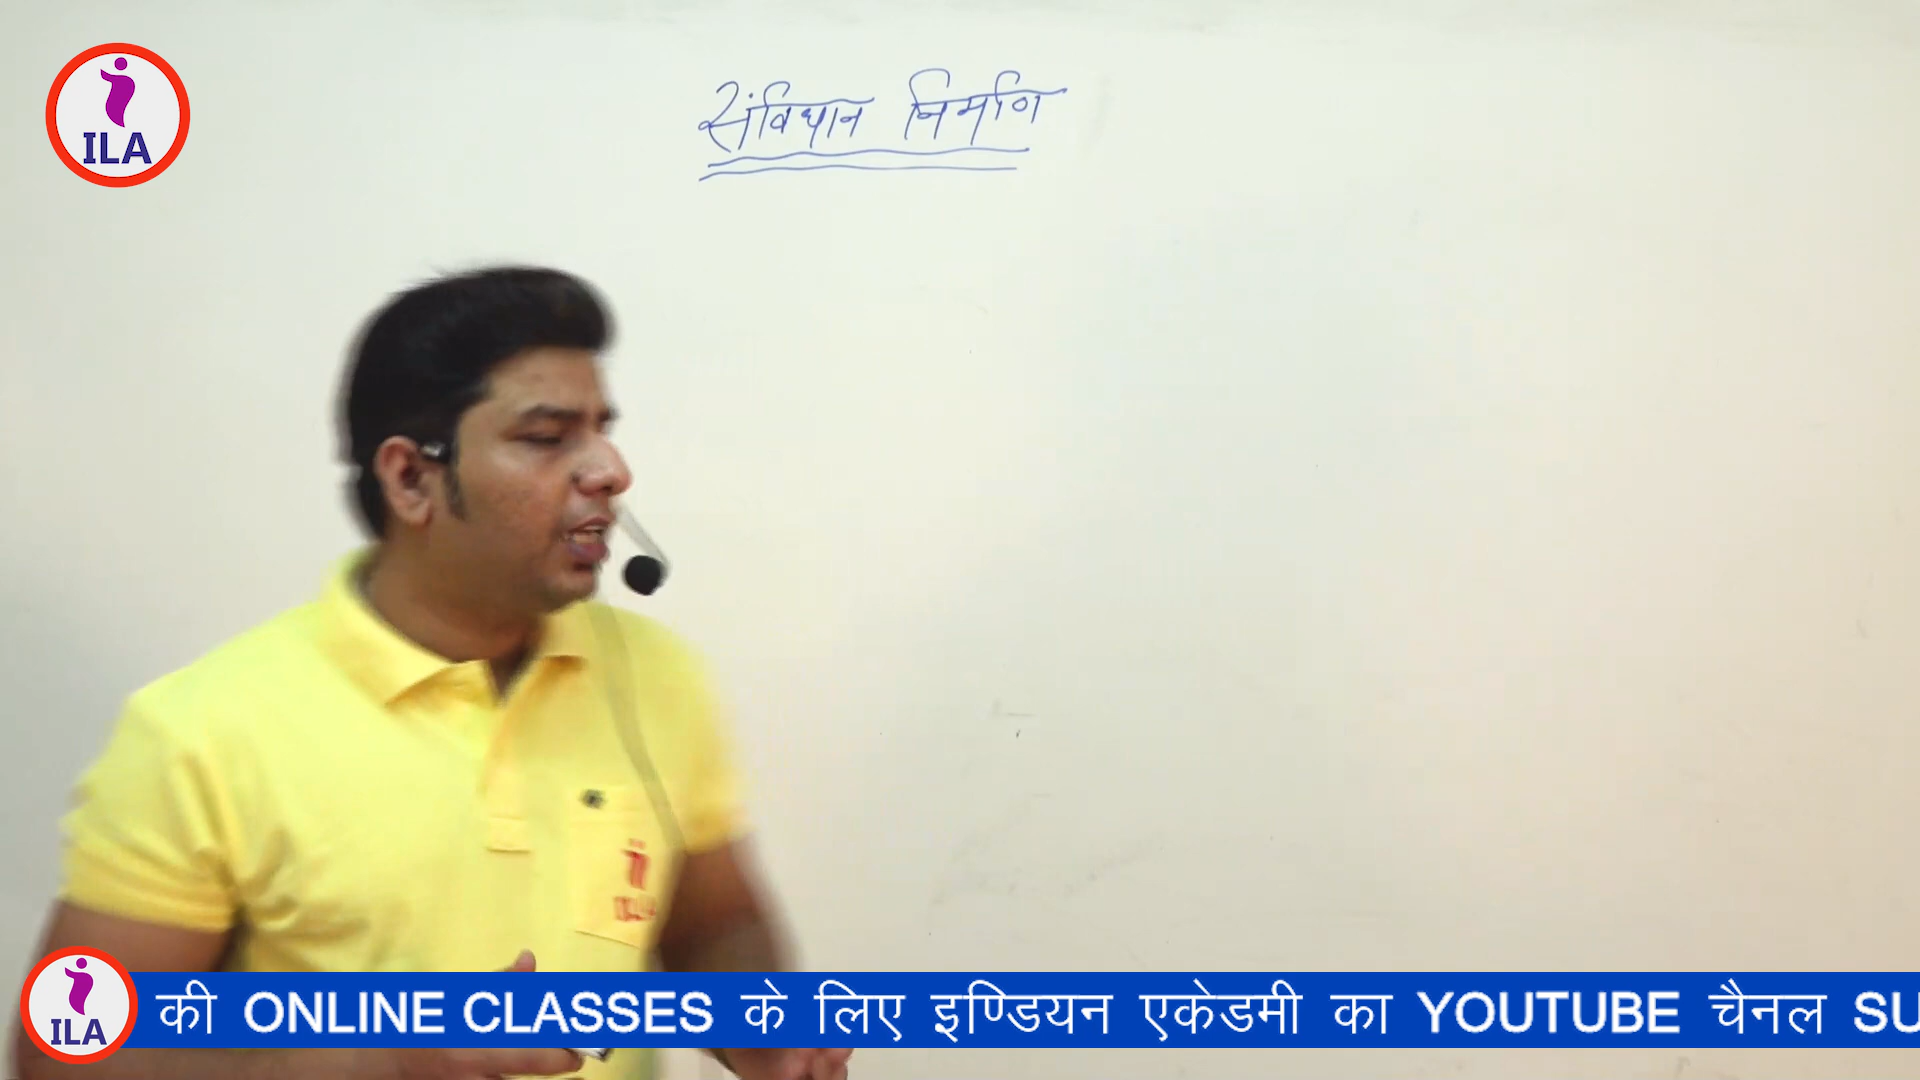 ILA
संविधान निर्माण
ILA
की ONLINE CLASSES के लिए इण्डियन एकेडमी का YOUTUBE चैनल SU